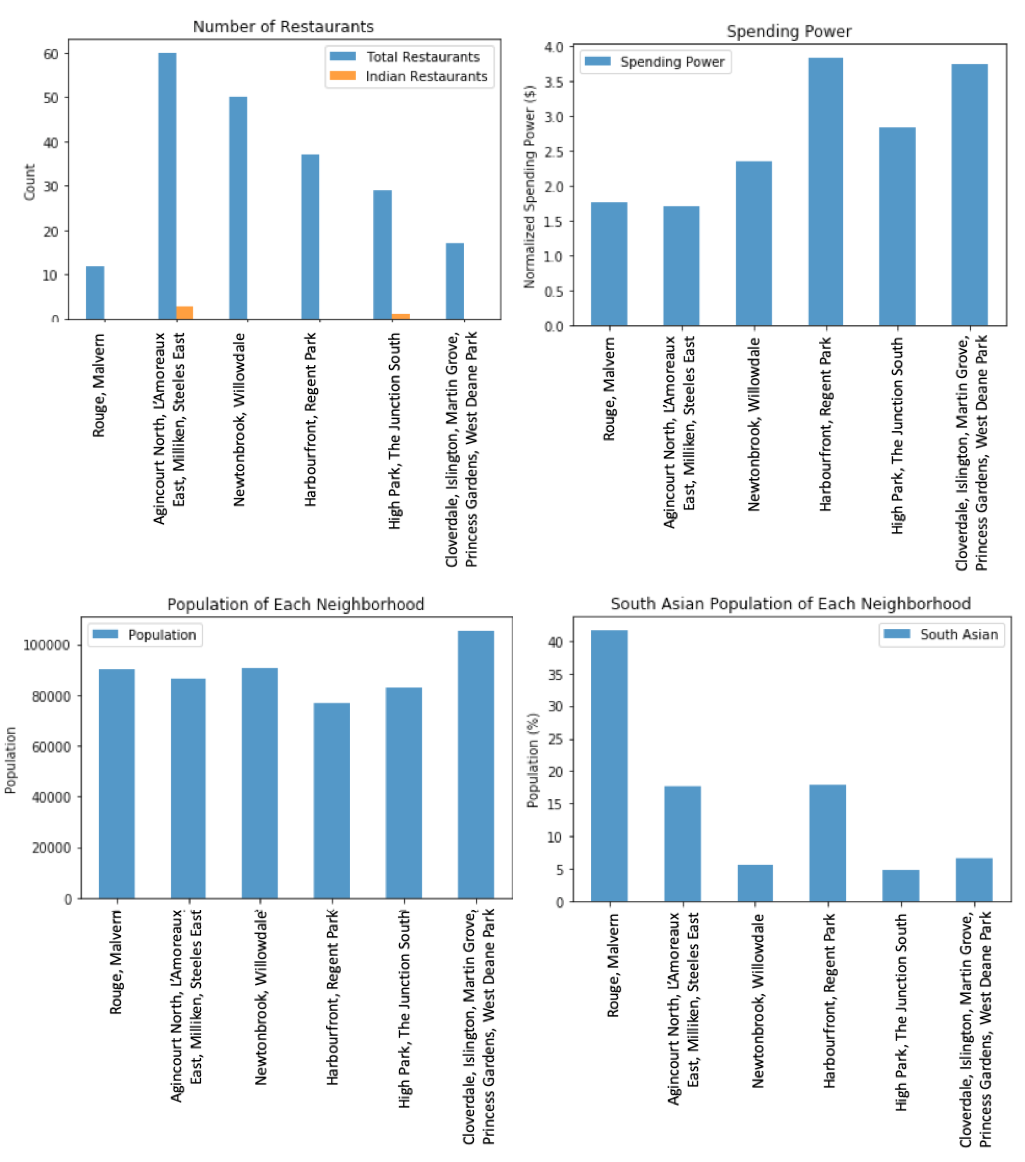 Number of Restaurants
Total Restaurants
Indian Restaurants
Count
60
50
40
30
20
10
0
Rouge, Malvern
Agincourt North, L'Amoreaux
East, Milliken, Steeles East
Newtonbrook, Willowdale
Harbourfront, Regent Park
High Park, The Junction South
Cloverdale, Islington, Martin Grove,
Princess Gardens, West Deane Park
Spending Power
Spending Power
Normalized Spending Power ($)
4.0
3.5
3.0
2.5
2.0
1.5
1.0
0.5
0.0
Rouge, Malvern
Agincourt North, L'Amoreaux
East, Milliken, Steeles East
Newtonbrook, Willowdale
Harbourfront, Regent Park
High Park, The Junction South
Cloverdale, Islington, Martin Grove,
Princess Gardens, West Deane Park
Population of Each Neighborhood
Population
Population
100000
80000
60000
40000
20000
0
Rouge, Malvern
Agincourt North, L'Amoreaux
East, Milliken, Steeles East
Newtonbrook, Willowdale
Harbourfront, Regent Park
High Park, The Junction South
Cloverdale, Islington, Martin Grove,
Princess Gardens, West Deane Park
South Asian Population of Each Neighborhood
South Asian
Population (%)
40
35
30
25
20
15
10
5
0
Rouge, Malvern
Agincourt North, L'Amoreaux
East, Milliken, Steeles East
Newtonbrook, Willowdale
Harbourfront, Regent Park
High Park, The Junction South
Cloverdale, Islington, Martin Grove,
Princess Gardens, West Deane Park